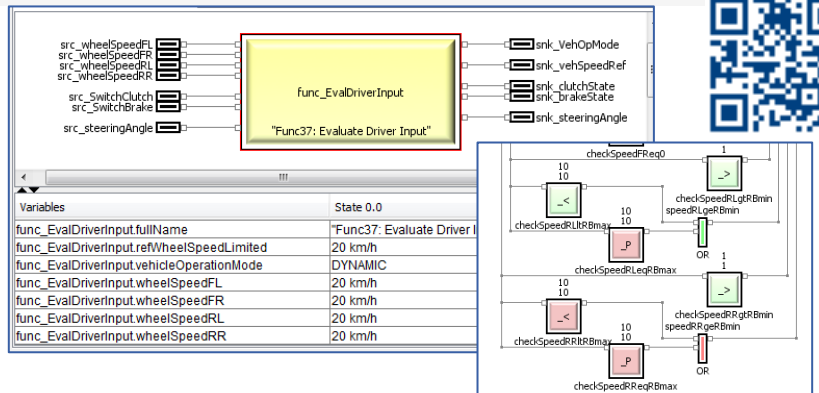 src_wheelSpeedFL
src_wheelSpeedFR
src_wheelSpeedRL
src_wheelSpeedRR
src_SwitchClutch
src_SwitchBrake
src_steeringAngle
func_EvalDriverInput
"Func37: Evaluate Driver Input"
snk_VehOpMode
snk_vehSpeedRef
snk_clutchState
snk_brakeState
snk_steeringAngle
Variables State 0.0
func_EvalDriverInput.fullName "Func37: Evaluate Driver I
func_EvalDriverInput.refWheelSpeedLimited 20 km/h
func_EvalDriverInput.vehicleOperationMode DYNAMIC
func_EvalDriverInput.wheelSpeedFL 20 km/h
func_EvalDriverInput.wheelSpeedFR 20 km/h
func_EvalDriverInput.wheelSpeedRL 20 km/h
func_EvalDriverInput.wheelSpeedRR 20 km/h
checkSpeedFReq0
1
_>
checkSpeedRLgtRBmin
10
10
_<
checkSpeedRLltRBmax
speedRLgeRBmin
OR
10
10
_P
checkSpeedRLeqRBmax
1
1
_>
checkSpeedRRgtRBmin
10
10
_<
checkSpeedRRltRBmax
speedRRgeRBmin
OR
10
10
_P
checkSpeedRReqRBmax